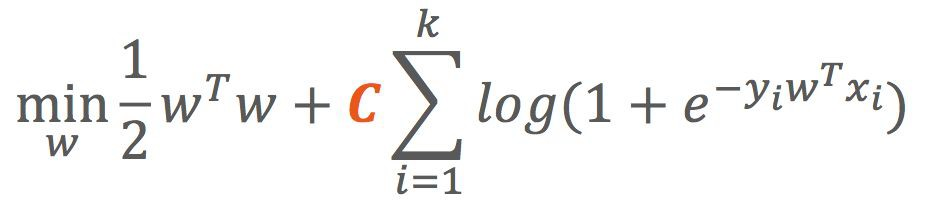 min_w 1/2 w^T w + C ∑_{i=1}^{k} log(1 + e^{-y_i w^T x_i})